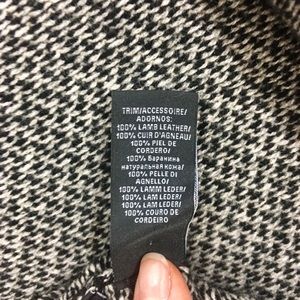 TRIM/ACCESSOIRE/
ADORNOS:
100% LAMB LEATHER/
100% CUIR D'AGNEAU/
100% PIEL DE
CORDERO/
100% баранина
натуральная кожа/
100% PELLE DI
AGNELLO/
100% LAMM LEDER/
100% LAM LEDER/
100% LAM LEDER/
100% COURO DE
CORDEIRO